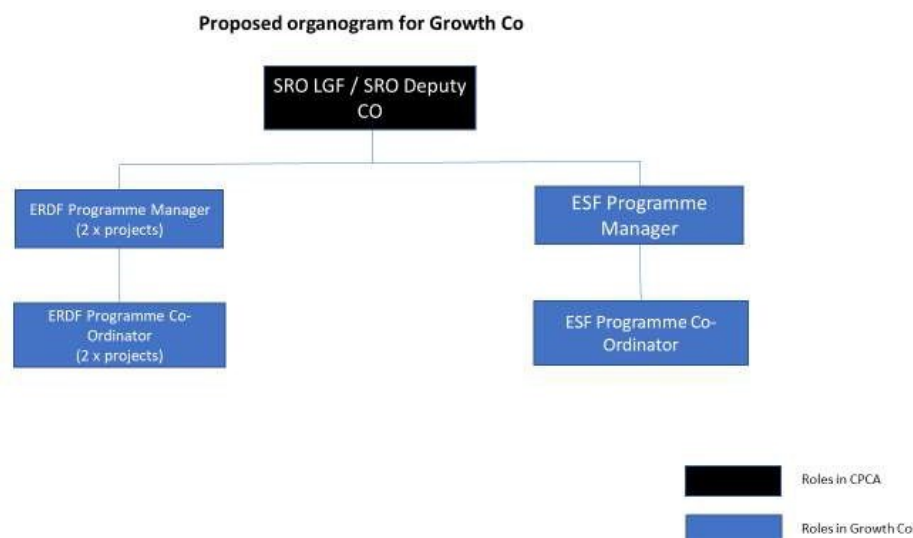 Proposed organogram for Growth Co
SRO LGF / SRO Deputy
CO
ERDF Programme Manager
(2 x projects)
ESF Programme
Manager
ERDF Programme Co-
Ordinator
(2 x projects)
ESF Programme Co-
Ordinator
Roles in CPCA
Roles in Growth Co